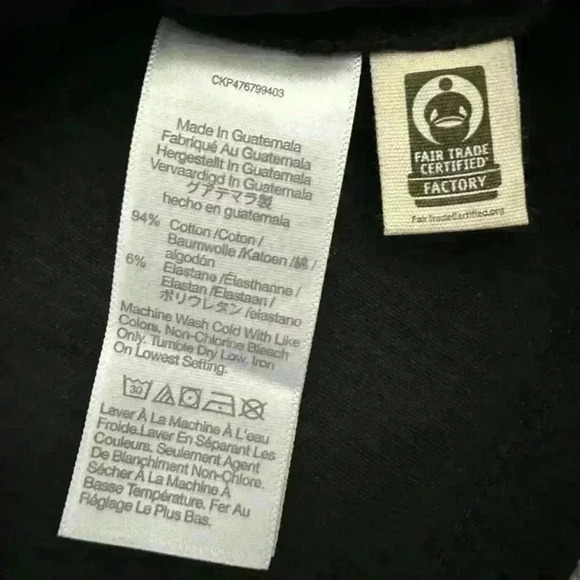 CKP476799403
Made In Guatemala
Fabriqué Au Guatemala
Hergestellt In Guatemala
Vervaardigd In Guatemala
グアテマラ製
hecho en guatemala
94% Cotton /Coton /
Baumwolle /Katoen /綿 /
algodón
6% Elastane /Élasthanne /
Elastan /Elastaan /
ポリウレタン /elastano
Machine Wash Cold With Like
Colors, Non-Chlorine Bleach
Only. Tumble Dry Low. Iron
On Lowest Setting.
30
Laver À La Machine À L'eau
Froide.Laver En Séparant Les
Couleurs. Seulement Agent
De Blanchiment Non-Chlore.
Sécher À La Machine À
Basse Température. Fer Au
Réglage Le Plus Bas.
FAIR TRADE
CERTIFIED
FACTORY
FairTradeCertified.org